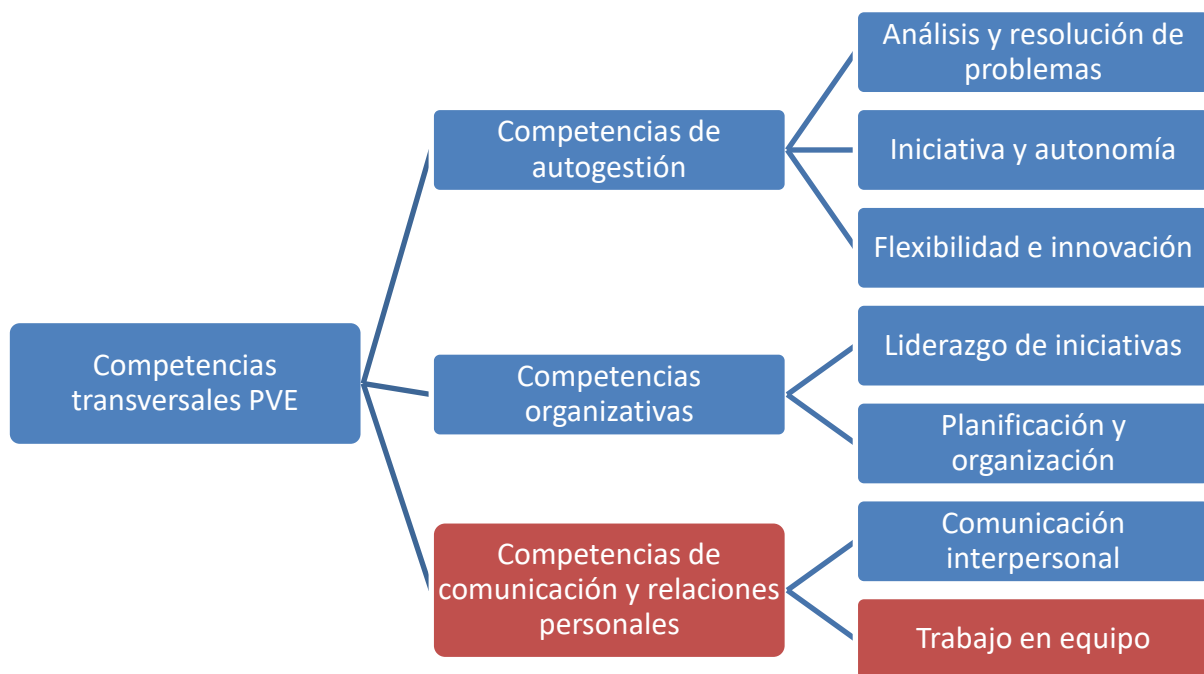 Competencias
transversales PVE
Competencias de
autogestión
Análisis y resolución de
problemas
Iniciativa y autonomía
Flexibilidad e innovación
Competencias
organizativas
Liderazgo de iniciativas
Planificación y
organización
Competencias de
comunicación y relaciones
personales
Comunicación
interpersonal
Trabajo en equipo